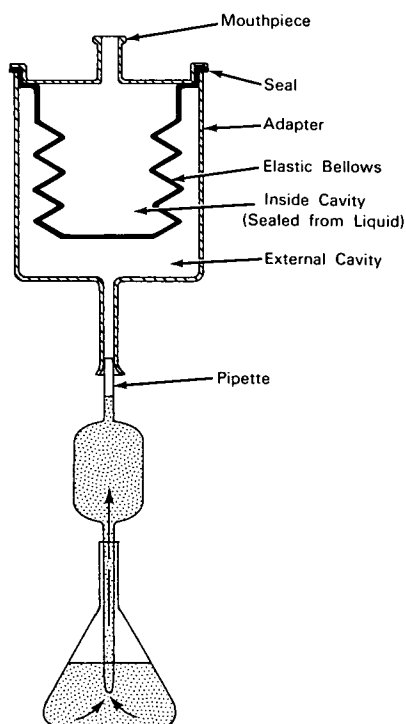 Mouthpiece
Seal
Adapter
Elastic Bellows
Inside Cavity
(Sealed from Liquid)
External Cavity
Pipette